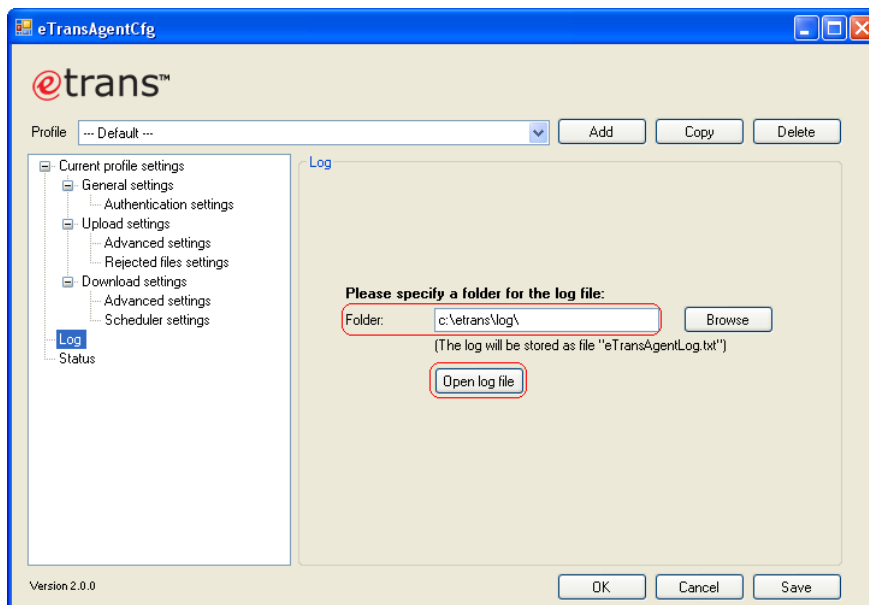 eTransAgentCfg
etrans™
Profile --- Default --- Add Copy Delete
Current profile settings
General settings
Authentication settings
Upload settings
Advanced settings
Rejected files settings
Download settings
Advanced settings
Scheduler settings
Log
Status
Log
Please specify a folder for the log file:
Folder: c:\etrans\log\ Browse
(The log will be stored as file "eTransAgentLog.txt")
Open log file
Version 2.0.0 OK Cancel Save